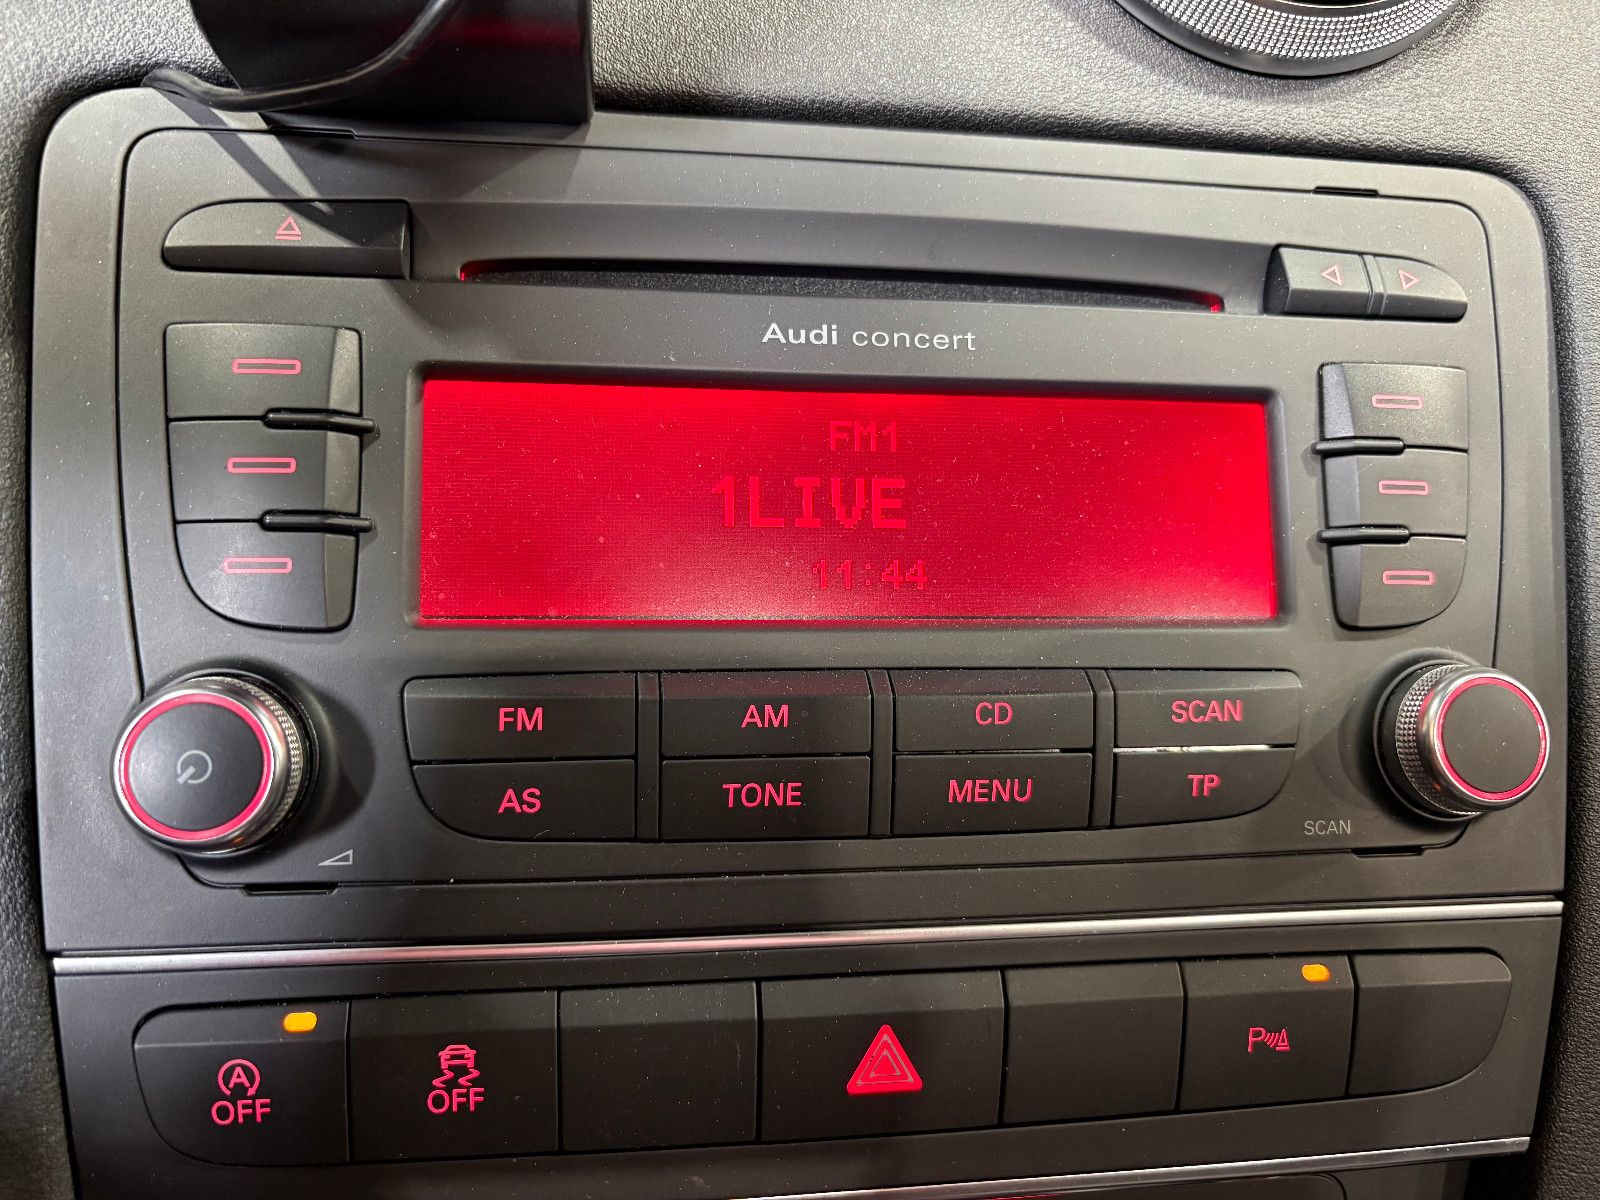 Audi concert
FM1
1LIVE
11:44
FM
AM
CD
SCAN
AS
TONE
MENU
TP
SCAN
A
OFF
OFF
P